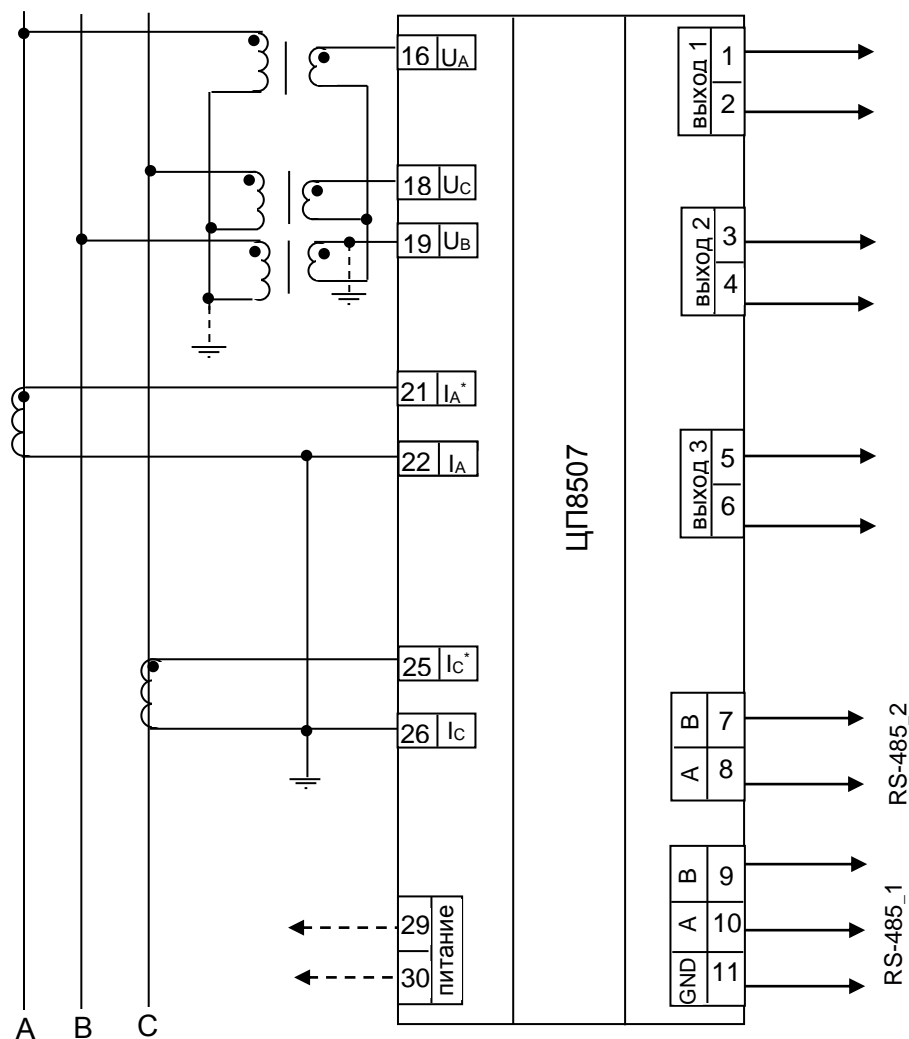 16 UA
18 UC
19 UB
21 IA*
22 IA
25 IC*
26 IC
29
30
питание
ЦП8507
выход 1
1
2
выход 2
3
4
выход 3
5
6
B 7
A 8
RS-485_2
B 9
A 10
GND 11
RS-485_1
A B C